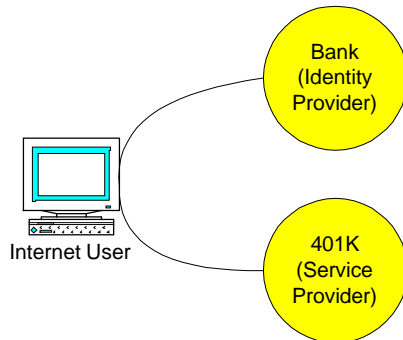 Bank
(Identity
Provider)
Internet User
401K
(Service
Provider)